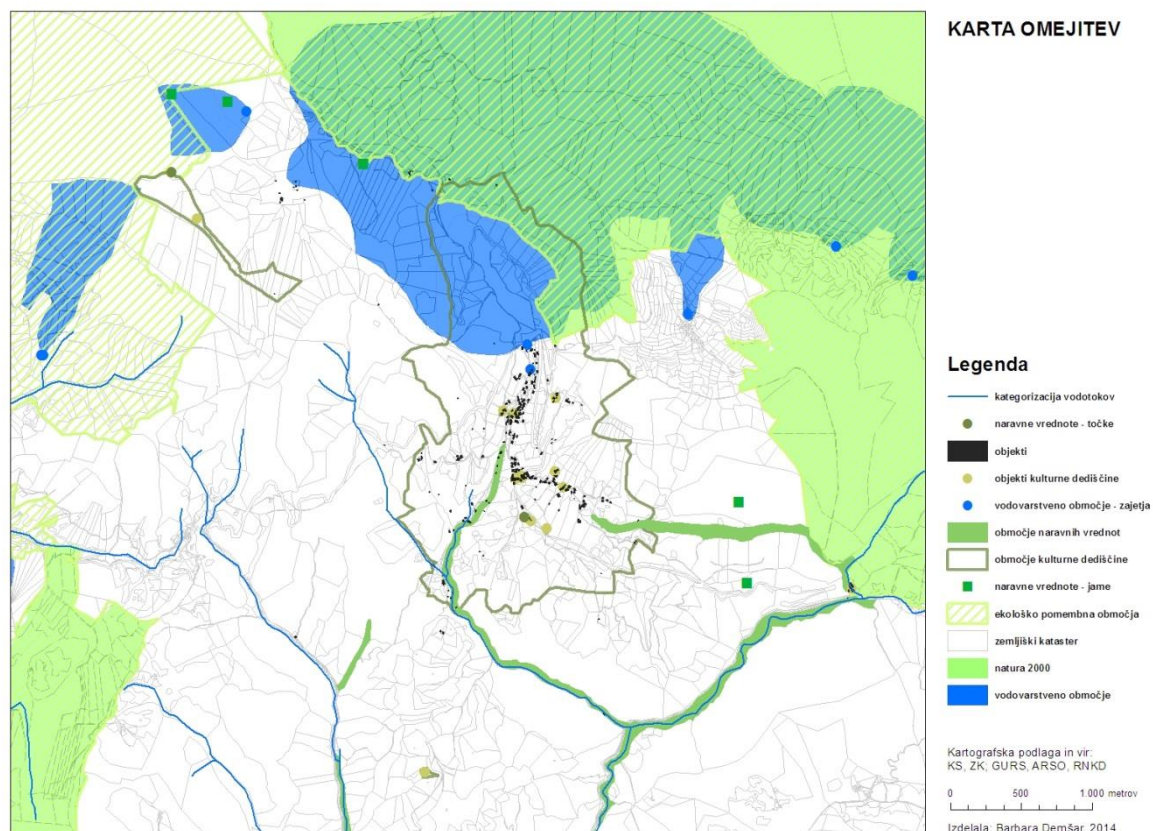 KARTA OMEJITEV
Legenda
kategorizacija vodotokov
naravne vrednote - točke
objekti
objekti kulturne dediščine
vodovarstveno območje - zajetja
območje naravnih vrednot
območje kulturne dediščine
naravne vrednote - jame
ekološko pomembna območja
zemljiški kataster
natura 2000
vodovarstveno območje
Kartografska podlaga in vir:
KS, ZK, GURS, ARSO, RNKD
0 500 1.000 metrov
Izdelala: Barbara Demšar, 2014